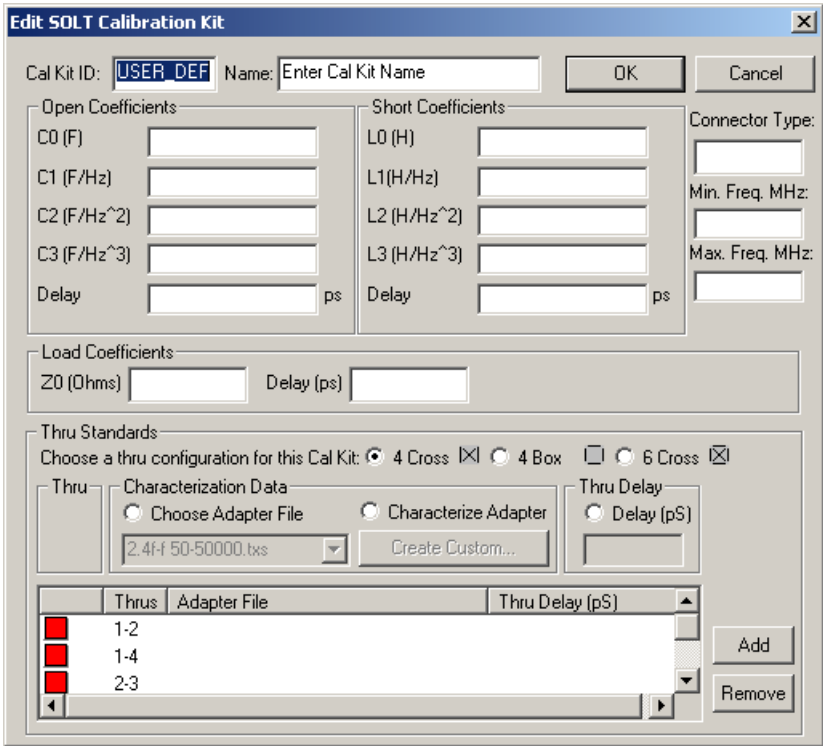 Edit SOLT Calibration Kit
Cal Kit ID: USER_DEF Name: Enter Cal Kit Name OK Cancel
Open Coefficients Short Coefficients Connector Type:
C0 (F) L0 (H)
C1 (F/Hz) L1(H/Hz) Min. Freq. MHz:
C2 (F/Hz^2) L2 (H/Hz^2)
C3 (F/Hz^3) L3 (H/Hz^3) Max. Freq. MHz:
Delay ps Delay ps
Load Coefficients
Z0 (Ohms) Delay (ps)
Thru Standards
Choose a thru configuration for this Cal Kit: 4 Cross 4 Box 6 Cross
Thru Characterization Data Thru Delay
Choose Adapter File Characterize Adapter Delay (pS)
2.4f-f 50-50000.txs Create Custom...
Thrus Adapter File Thru Delay (pS)
1-2
1-4
2-3
Add
Remove